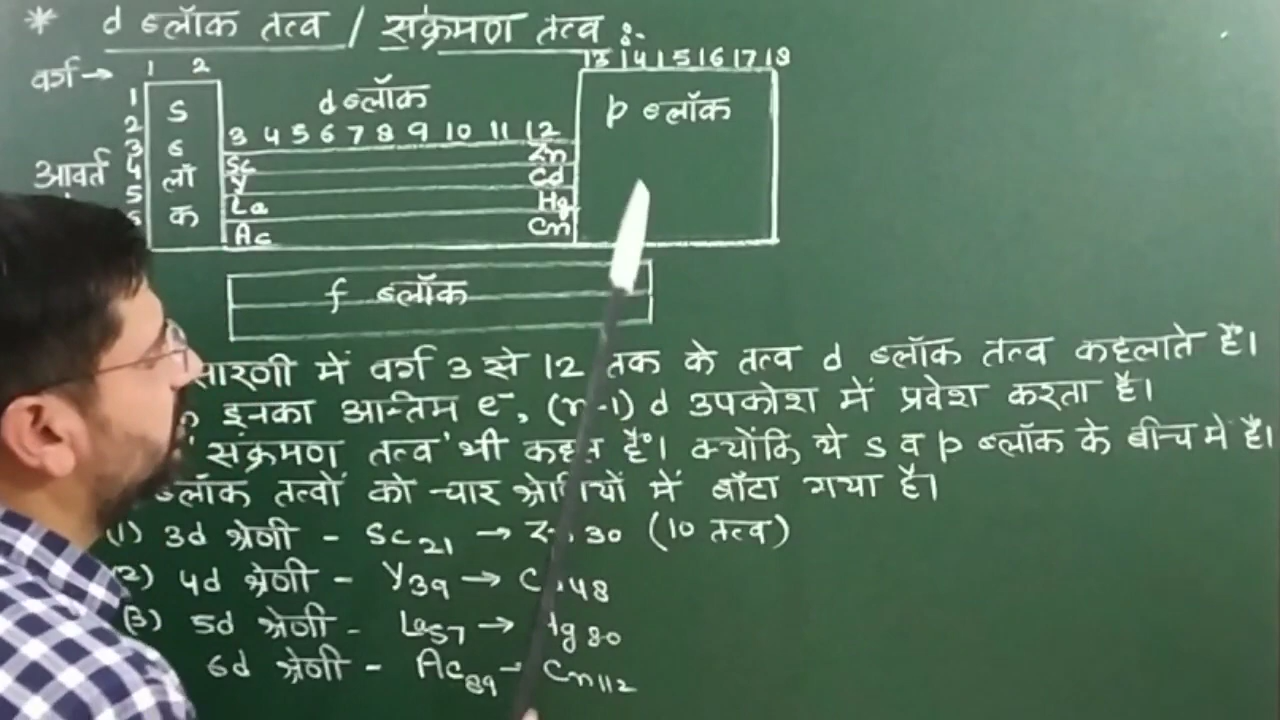 * d ब्लॉक तत्व / संक्रमण तत्व :-
वर्ग → 1 2 13 14 15 16 17 18
आवर्त
1
2
3
4
5
6
s ब्लॉक
d ब्लॉक
p ब्लॉक
3 4 5 6 7 8 9 10 11 12
Sc Zn
Y Cd
La Hg
Ac Cn
f ब्लॉक
सारणी में वर्ग 3 से 12 तक के तत्व d ब्लॉक तत्व कहलाते हैं।
इनका अन्तिम e-, (n-1) d उपकोश में प्रवेश करता है।
संक्रमण तत्व' भी कहते हैं। क्योंकि ये s व p ब्लॉक के बीच में हैं।
ब्लॉक तत्वों को चार श्रेणियों में बाँटा गया है।
(1) 3d श्रेणी - Sc21 → Zn30 (10 तत्व)
(2) 4d श्रेणी - Y39 → Cd48
(3) 5d श्रेणी - La57 → Hg80
6d श्रेणी - Ac89 → Cn112